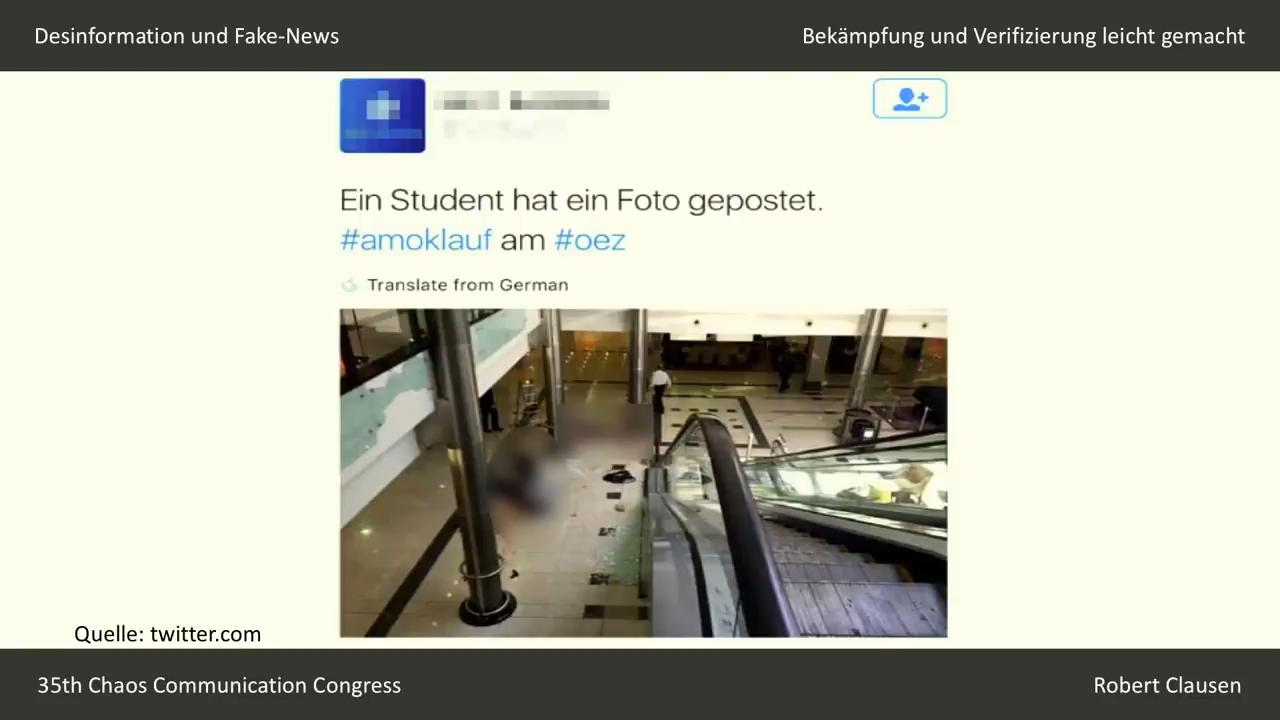 Desinformation und Fake-News
Bekämpfung und Verifizierung leicht gemacht
Ein Student hat ein Foto gepostet.
#amoklauf am #oez
Translate from German
Quelle: twitter.com
35th Chaos Communication Congress
Robert Clausen